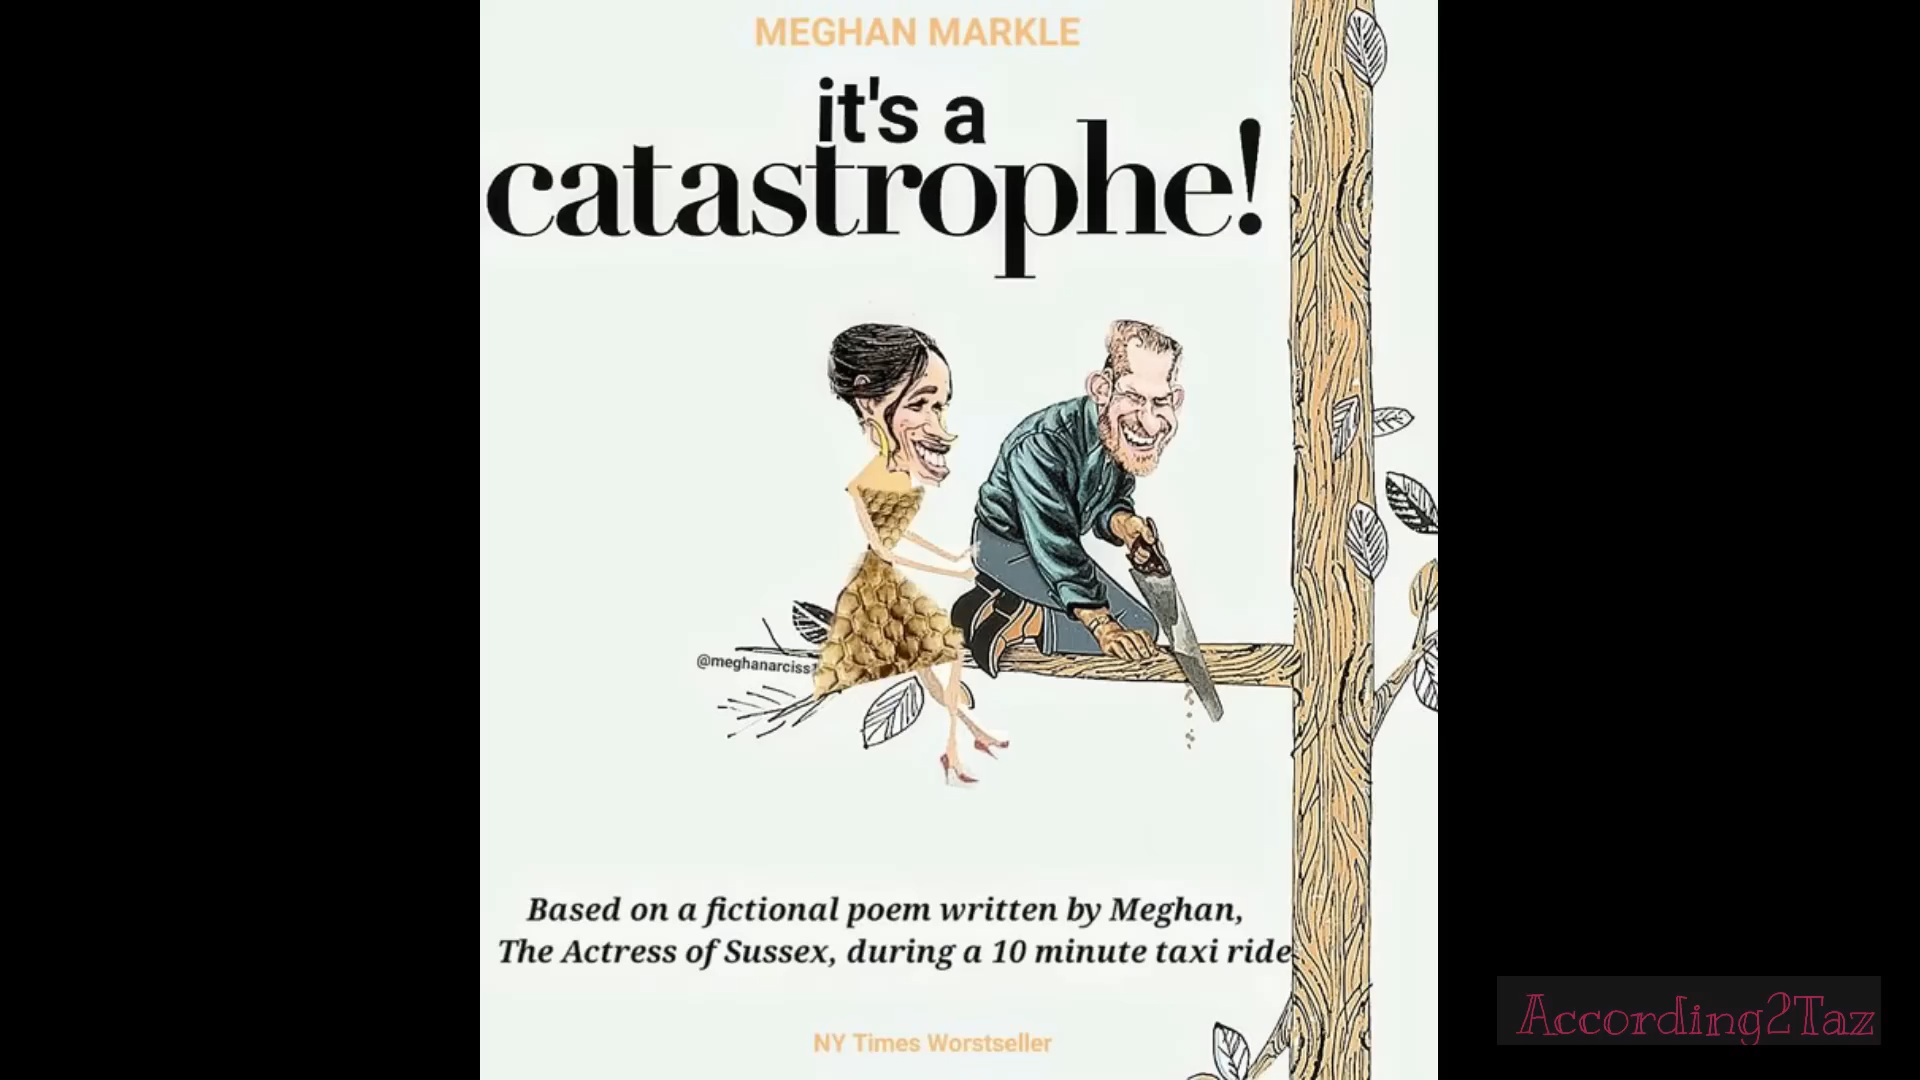 MEGHAN MARKLE
it's a
catastrophe!
@meghanarciss
Based on a fictional poem written by Meghan,
The Actress of Sussex, during a 10 minute taxi ride
NY Times Worstseller
According2Taz